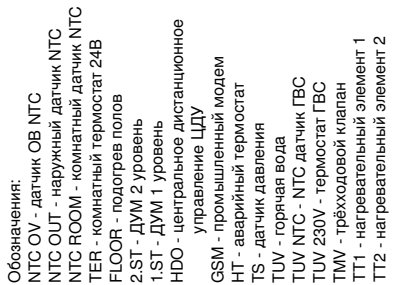 Обозначения:
NTC OV - датчик ОВ NTC
NTC OUT - наружный датчик NTC
NTC ROOM - комнатный датчик NTC
TER - комнатный термостат 24В
FLOOR - подогрев полов
2.ST - ДУМ 2 уровень
1.ST - ДУМ 1 уровень
HDO - центральное дистанционное
управление ЦДУ
GSM - промышленный модем
HT - аварийный термостат
TS - датчик давления
TUV - горячая вода
TUV NTC - NTC датчик ГВС
TUV 230V - термостат ГВС
TMV - трёхходовой клапан
TT1 - нагревательный элемент 1
TT2 - нагревательный элемент 2